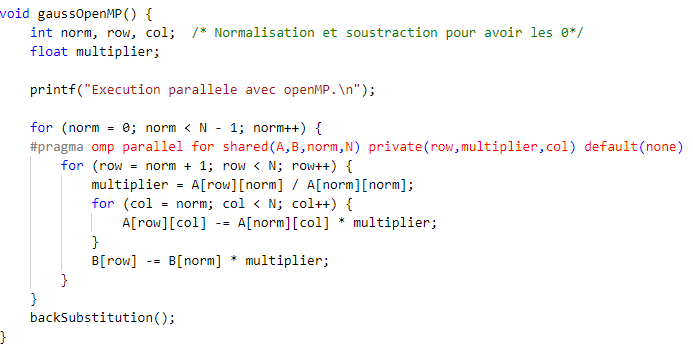 void gaussOpenMP() {
    int norm, row, col;  /* Normalisation et soustraction pour avoir les 0*/
    float multiplier;

    printf("Execution parallele avec openMP.\n");

    for (norm = 0; norm < N - 1; norm++) {
    #pragma omp parallel for shared(A,B,norm,N) private(row,multiplier,col) default(none)
        for (row = norm + 1; row < N; row++) {
            multiplier = A[row][norm] / A[norm][norm];
            for (col = norm; col < N; col++) {
                A[row][col] -= A[norm][col] * multiplier;
            }
            B[row] -= B[norm] * multiplier;
        }
    }
    backSubstitution();
}